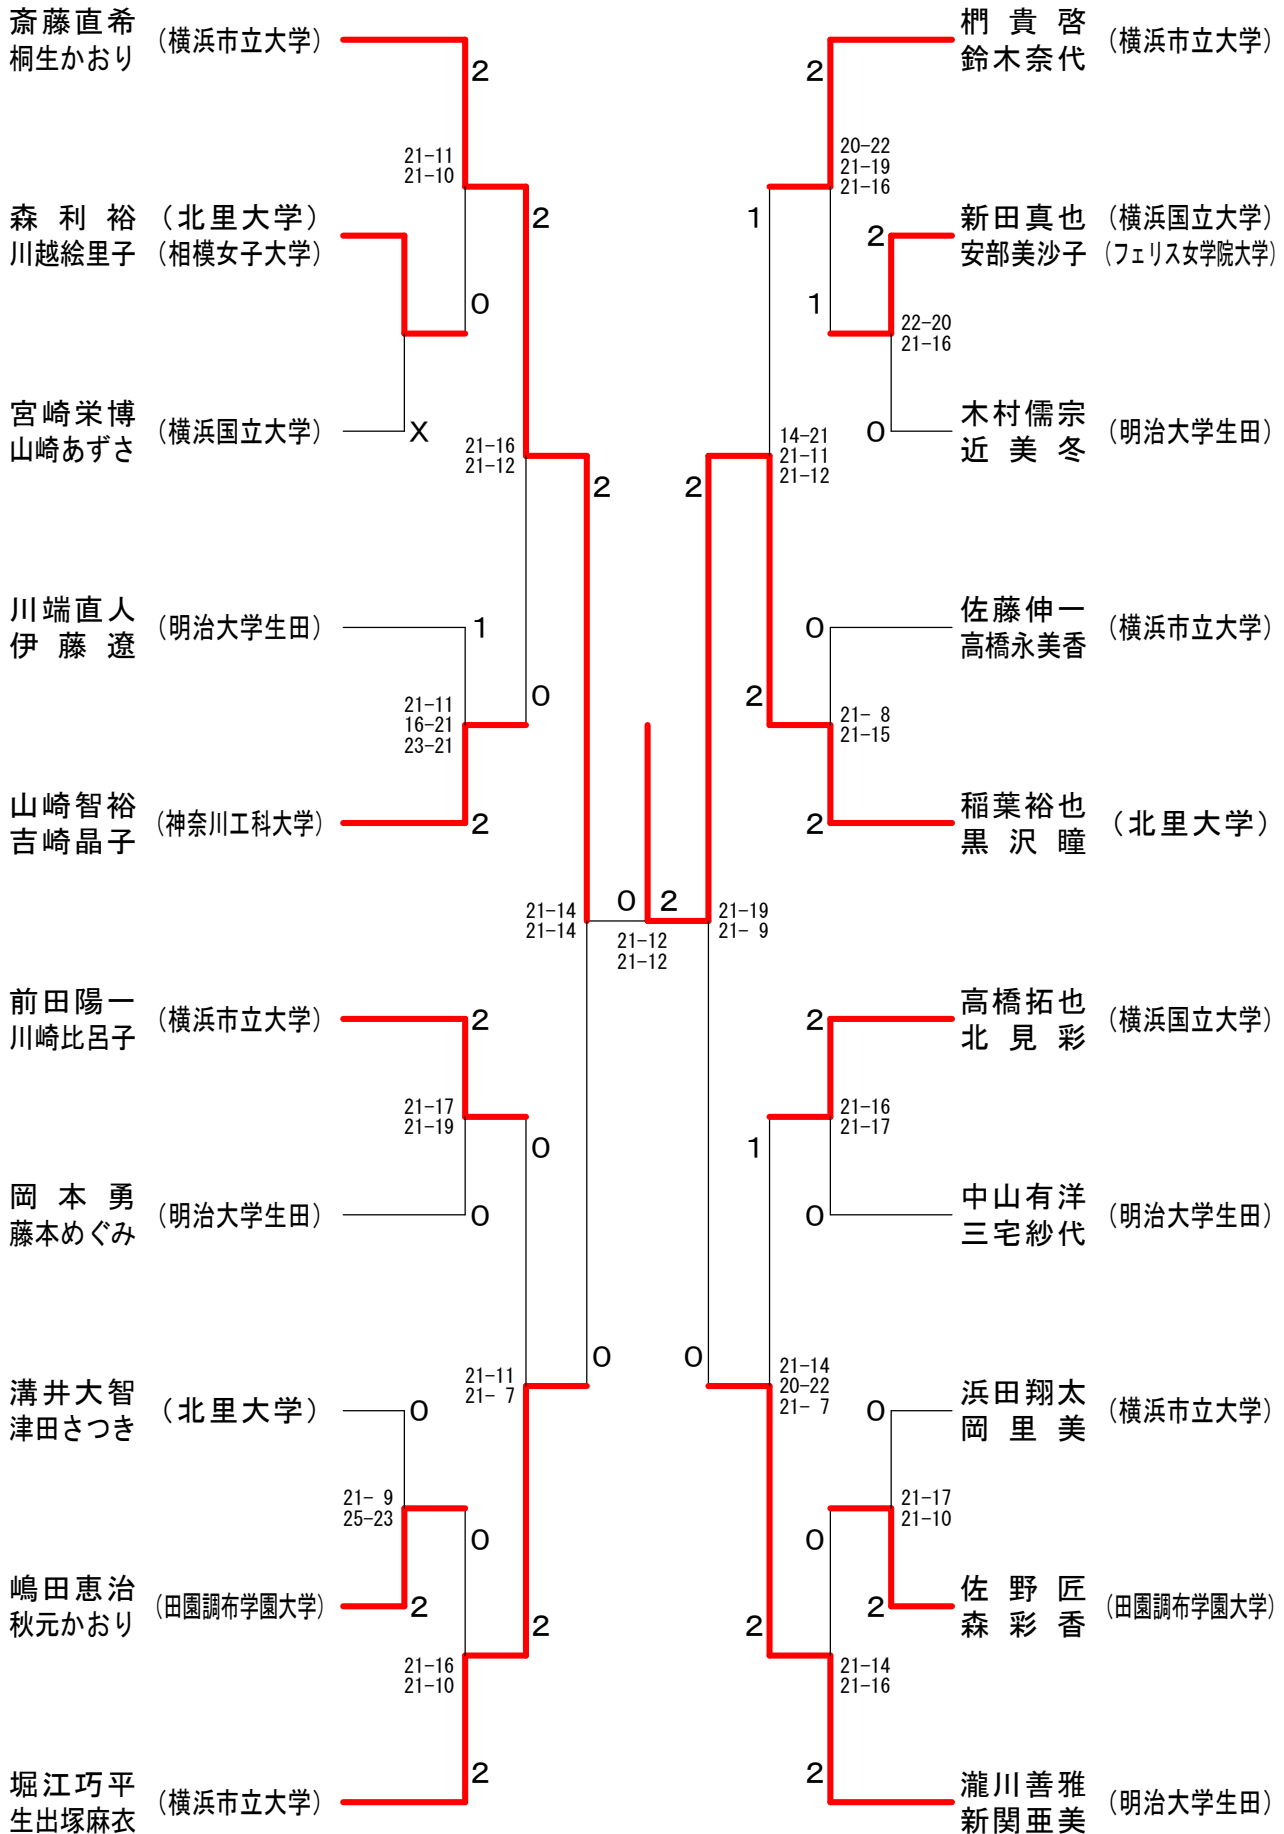 斎藤直希
桐生かおり
（横浜市立大学）
2
21-11
21-10
森 利 裕 （北里大学）
川越絵里子 （相模女子大学）
2
0
宮崎栄博
山崎あずさ
（横浜国立大学）
X
21-16
21-12
2
川端直人
伊 藤 遼
（明治大学生田）
1
0
21-11
16-21
23-21
山崎智裕
吉崎晶子
（神奈川工科大学）
2
21-14
21-14
前田陽一
川崎比呂子
（横浜市立大学）
2
21-17
21-19
0
岡 本 勇
藤本めぐみ
（明治大学生田）
0
0
21-11
21- 7
溝井大智
津田さつき
（北里大学）
0
21- 9
25-23
0
嶋田恵治
秋元かおり
（田園調布学園大学）
2
2
21-16
21-10
堀江巧平
生出塚麻衣
（横浜市立大学）
2
0 2
21-12
21-12
椚 貴 啓
鈴木奈代
（横浜市立大学）
2
20-22
21-19
21-16
1
新田真也 （横浜国立大学）
安部美沙子 （フェリス女学院大学）
2
1
22-20
21-16
木村儒宗
近 美 冬
（明治大学生田）
0
14-21
21-11
21-12
2
佐藤伸一
高橋永美香
（横浜市立大学）
0
2
21- 8
21-15
稲葉裕也
黒 沢 瞳
（北里大学）
2
21-19
21- 9
高橋拓也
北 見 彩
（横浜国立大学）
2
21-16
21-17
1
中山有洋
三宅紗代
（明治大学生田）
0
0
21-14
20-22
21- 7
浜田翔太
岡 里 美
（横浜市立大学）
0
21-17
21-10
0
佐 野 匠
森 彩 香
（田園調布学園大学）
2
2
21-14
21-16
瀧川善雅
新関亜美
（明治大学生田）
2